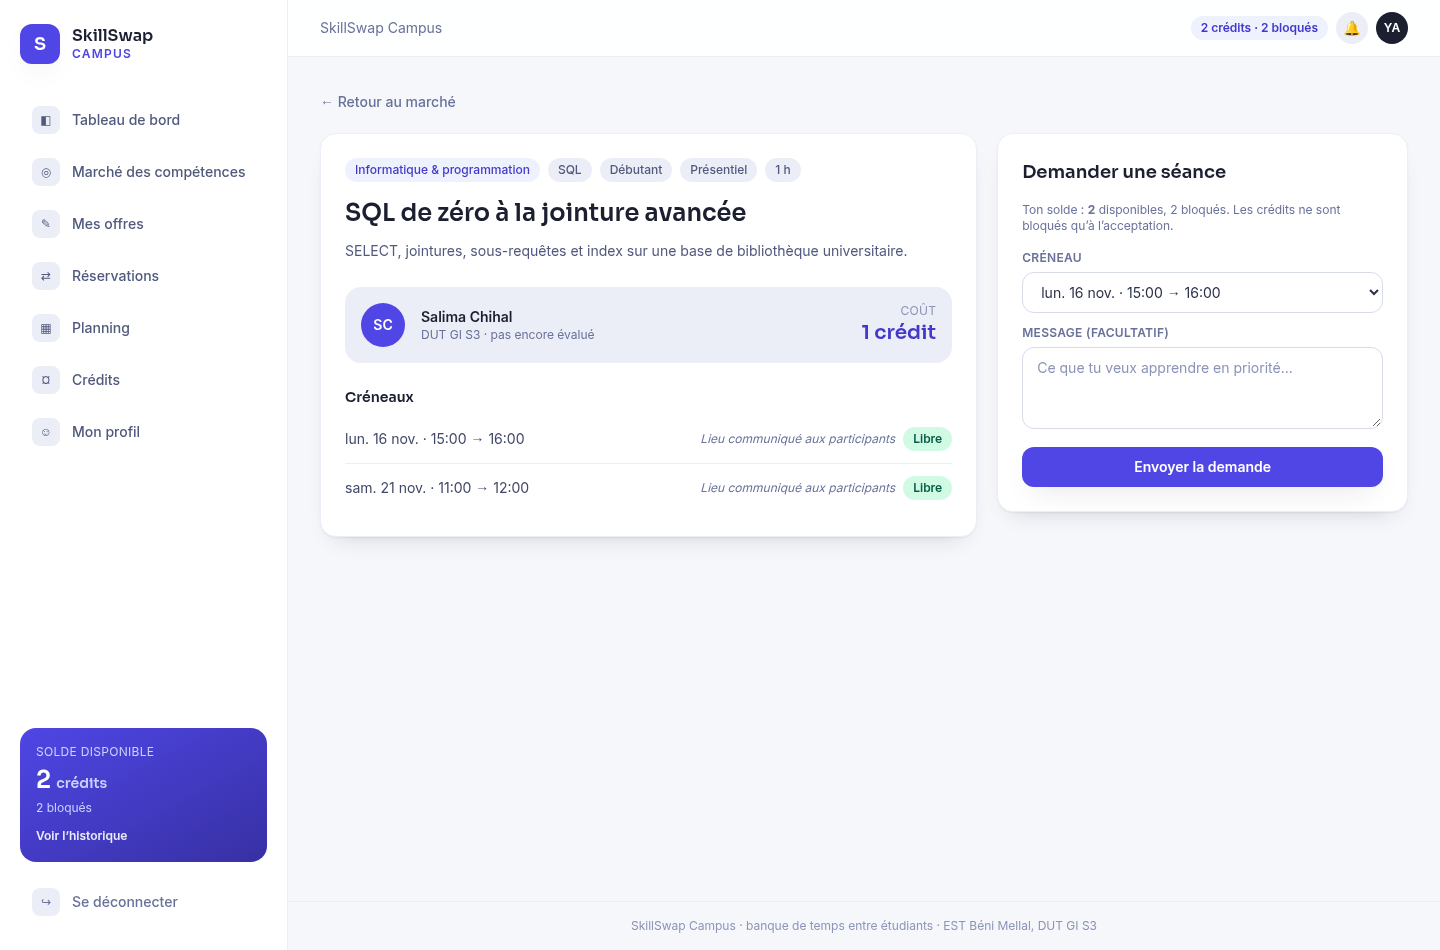 S
SkillSwap
CAMPUS
Tableau de bord
Marché des compétences
Mes offres
Réservations
Planning
Crédits
Mon profil
SOLDE DISPONIBLE
2 crédits
2 bloqués
Voir l’historique
Se déconnecter
SkillSwap Campus
2 crédits · 2 bloqués
YA
← Retour au marché
Informatique & programmation
SQL
Débutant
Présentiel
1 h
SQL de zéro à la jointure avancée
SELECT, jointures, sous-requêtes et index sur une base de bibliothèque universitaire.
SC
Salima Chihal
DUT GI S3 · pas encore évalué
COÛT
1 crédit
Créneaux
lun. 16 nov. · 15:00 → 16:00
Lieu communiqué aux participants
Libre
sam. 21 nov. · 11:00 → 12:00
Lieu communiqué aux participants
Libre
Demander une séance
Ton solde : 2 disponibles, 2 bloqués. Les crédits ne sont
bloqués qu’à l’acceptation.
CRÉNEAU
lun. 16 nov. · 15:00 → 16:00
MESSAGE (FACULTATIF)
Ce que tu veux apprendre en priorité...
Envoyer la demande
SkillSwap Campus · banque de temps entre étudiants · EST Béni Mellal, DUT GI S3